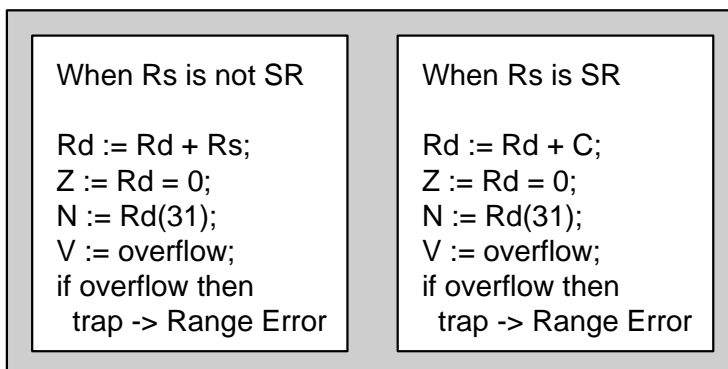 When Rs is not SR
Rd := Rd + Rs;
Z := Rd = 0;
N := Rd(31);
V := overflow;
if overflow then
trap -> Range Error
When Rs is SR
Rd := Rd + C;
Z := Rd = 0;
N := Rd(31);
V := overflow;
if overflow then
trap -> Range Error